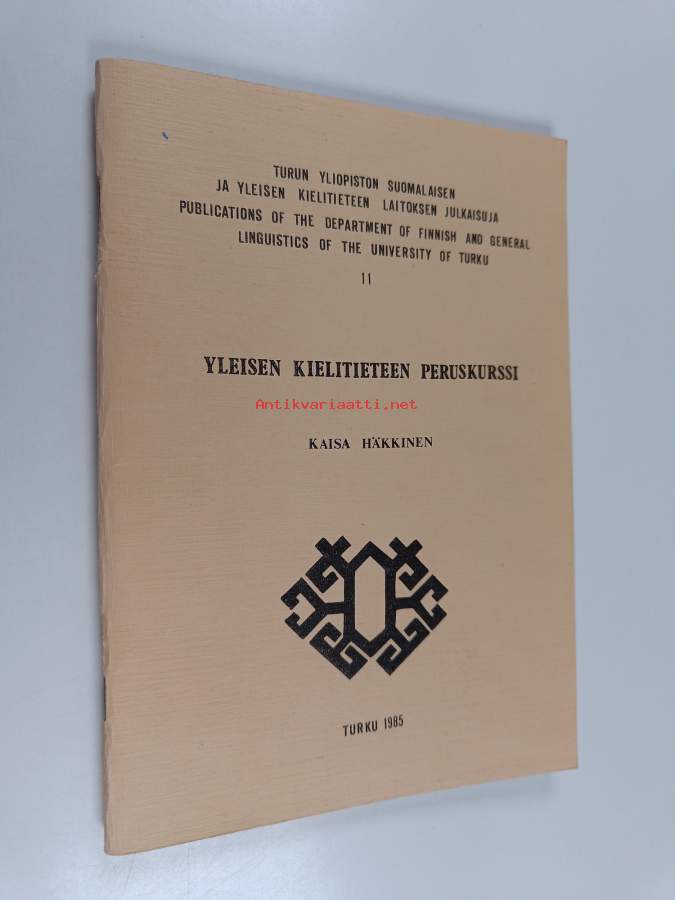 TURUN YLIOPISTON SUOMALAISEN
JA YLEISEN KIELITIETEEN LAITOKSEN JULKAISUJA
PUBLICATIONS OF THE DEPARTMENT OF FINNISH AND GENERAL
LINGUISTICS OF THE UNIVERSITY OF TURKU
11
YLEISEN KIELITIETEEN PERUSKURSSI
Antikvariaatti.net
KAISA HÄKKINEN
TURKU 1985